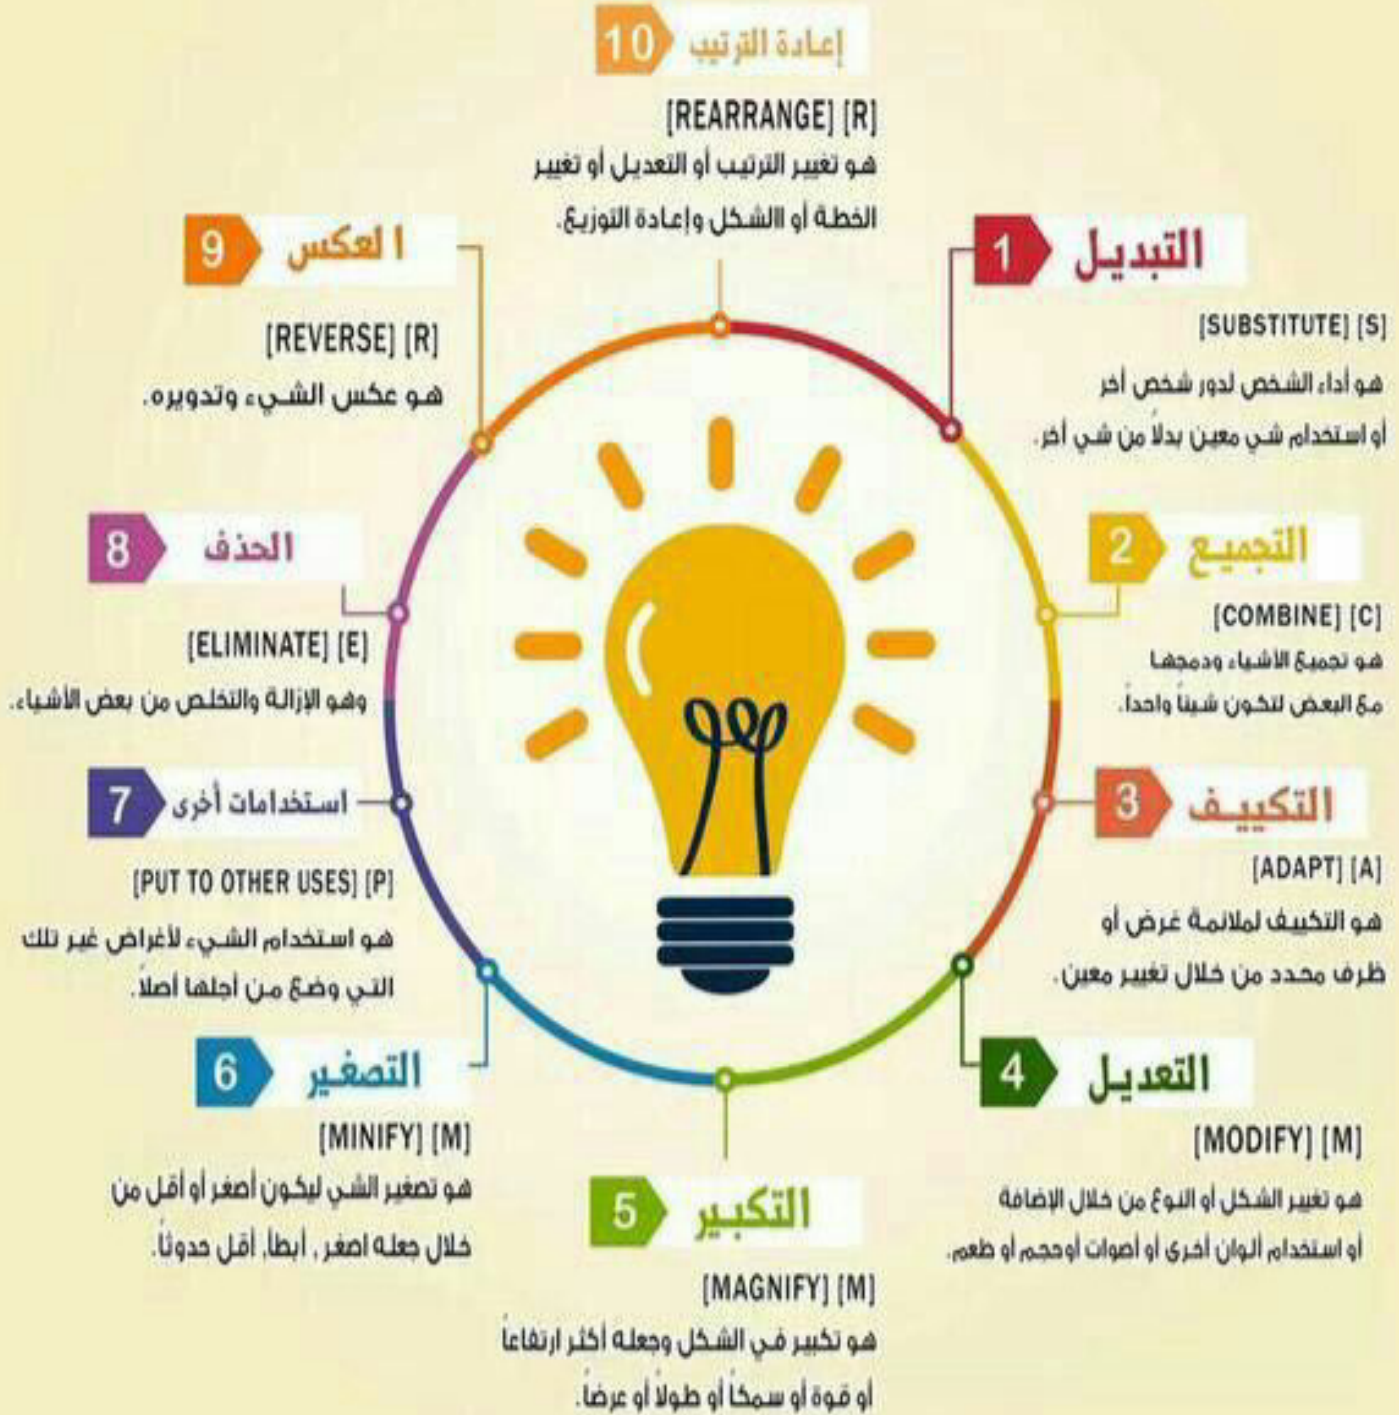 10 إعادة الترتيب
[REARRANGE] [R]
هو تغيير الترتيب أو التعديل أو تغيير
الخطة أو االشكل وإعادة التوزيع.
1 التبديل
[SUBSTITUTE] [S]
هو أداء الشخص لدور شخص أخر
أو استخدام شي معين بدلاً من شي أخر.
2 التجميع
[COMBINE] [C]
هو تجميع الأشياء ودمجها
مع البعض لتكون شيئاً واحداً.
3 التكييف
[ADAPT] [A]
هو التكييف لملائمة غرض أو
ظرف محدد من خلال تغيير معين.
4 التعديل
[MODIFY] [M]
هو تغيير الشكل أو النوع من خلال الإضافة
أو استخدام ألوان أخرى أو أصوات أوحجم أو طعم.
5 التكبير
[MAGNIFY] [M]
هو تكبير في الشكل وجعله أكثر ارتفاعاً
أو قوة أو سمكاً أو طولاً أو عرضاً.
6 التصغير
[MINIFY] [M]
هو تصغير الشي ليكون أصغر أو أقل من
خلال جعله اصغر , أبطأ, أقل حدوثاً.
7 استخدامات أخرى
[PUT TO OTHER USES] [P]
هو استخدام الشيء لأغراض غير تلك
التي وضع من أجلها أصلاً.
8 الحذف
[ELIMINATE] [E]
وهو الإزالة والتخلص من بعض الأشياء.
9 العكس
[REVERSE] [R]
هو عكس الشيء وتدويره.